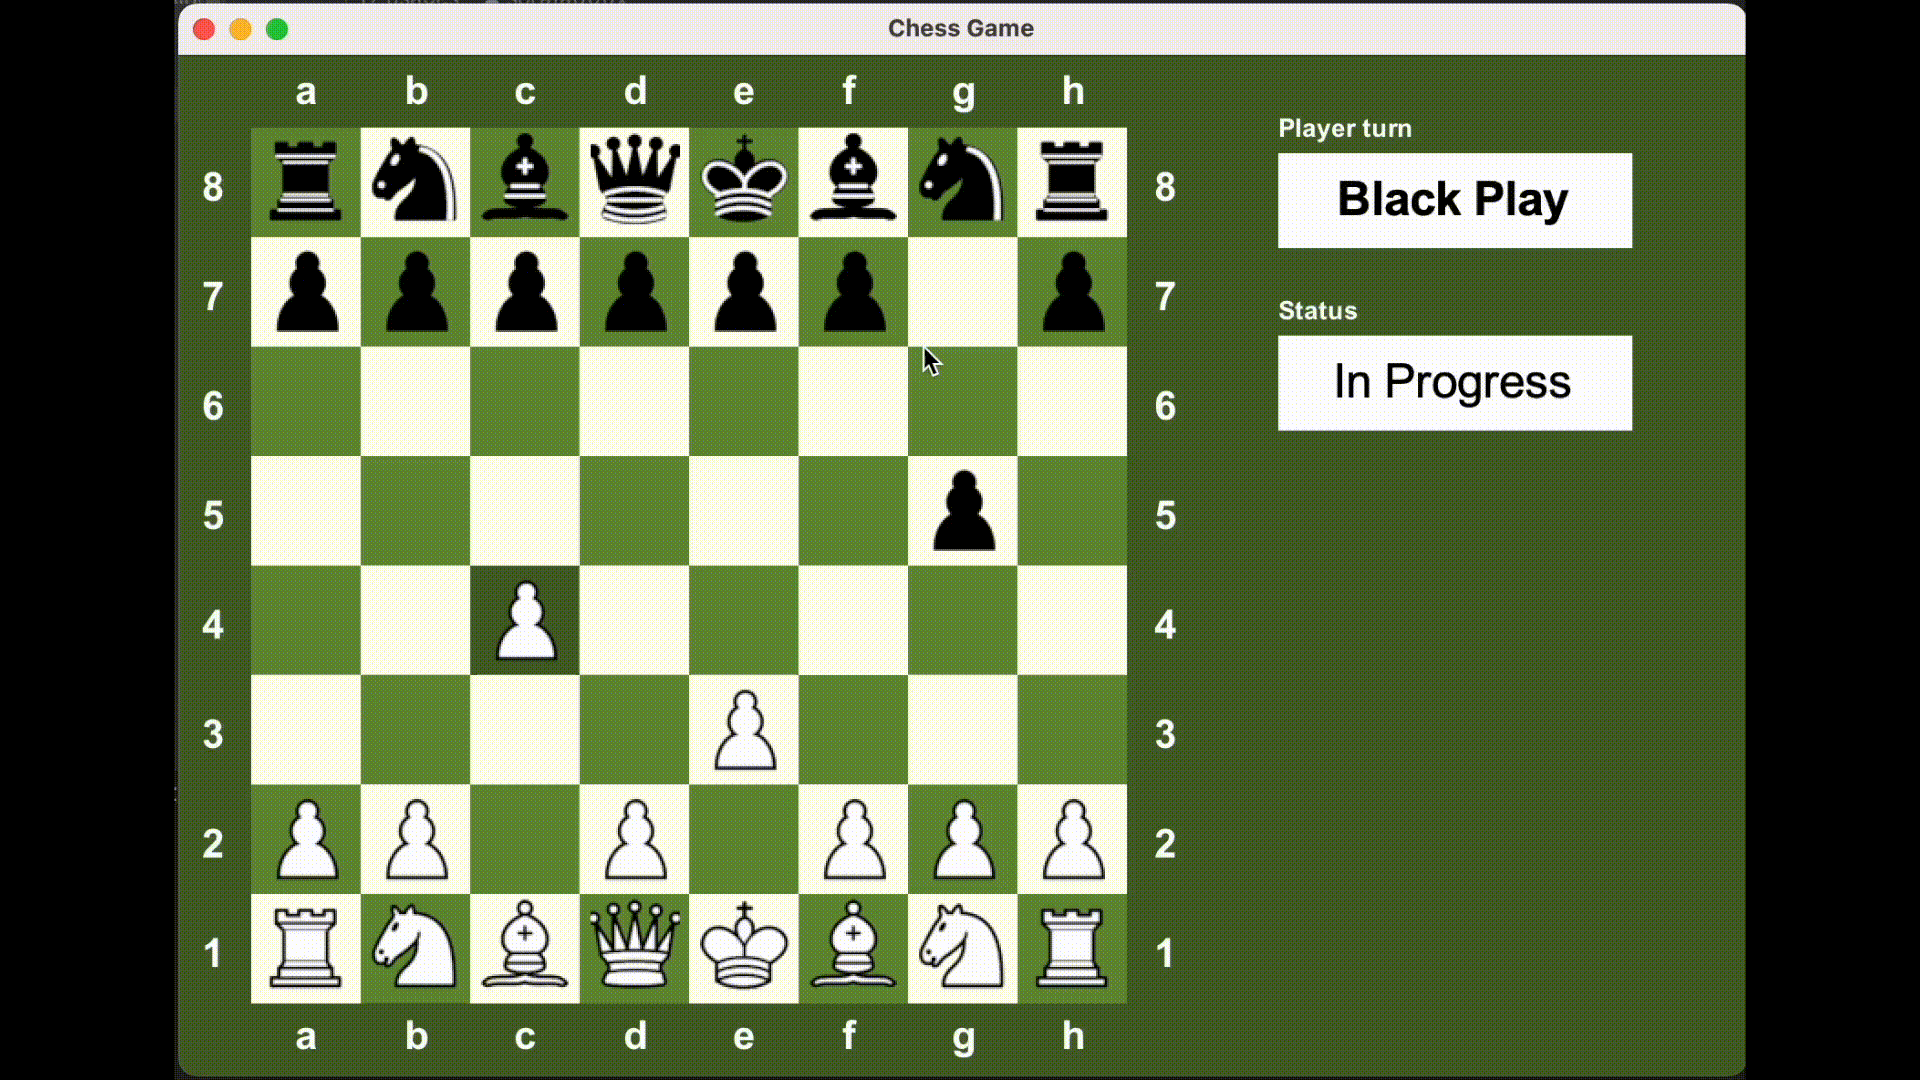 Chess Game
a b c d e f g h
Player turn
8 8
Black Play
7 7
Status
In Progress
6 6
5 5
4 4
3 3
2 2
1 1
a b c d e f g h